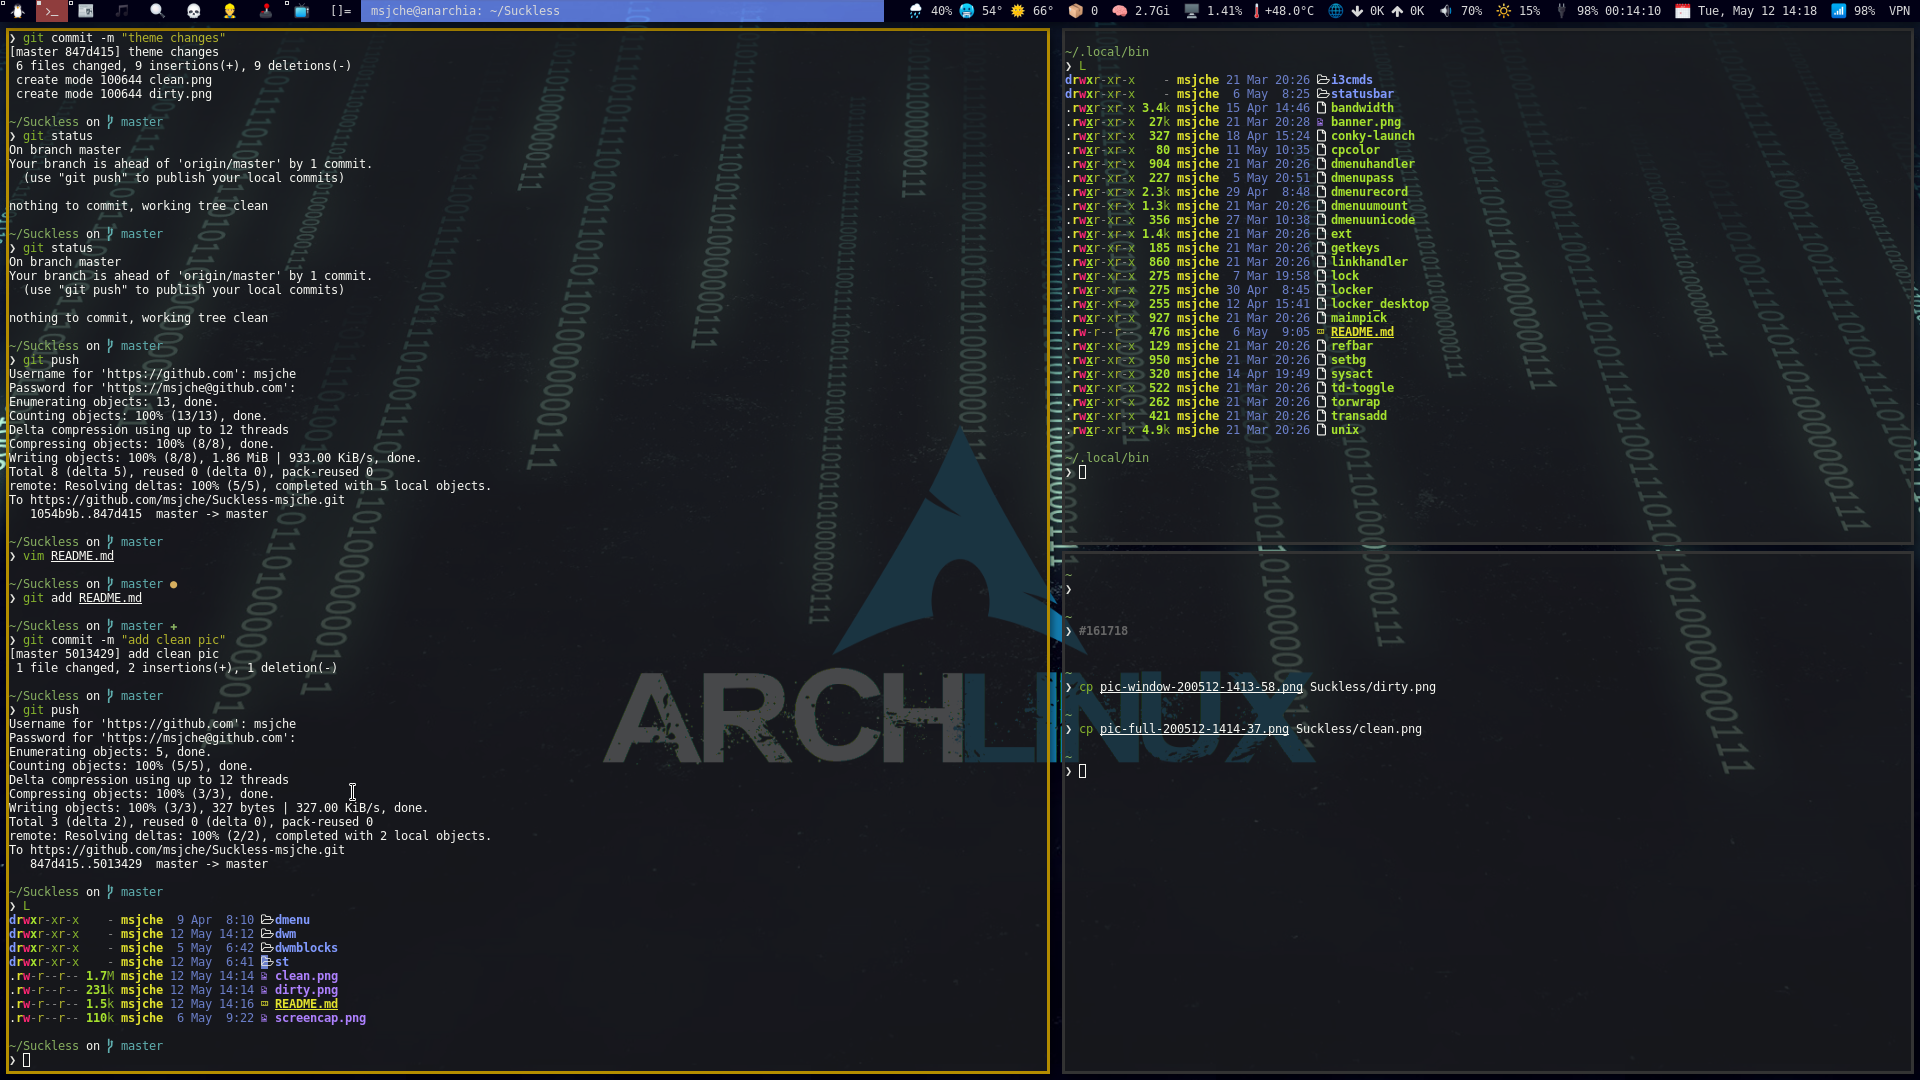 []= msjche@anarchia: ~/Suckless 40% 54° 66° 0 2.7Gi 1.41% +48.0°C 0K 0K 70% 15% 98% 00:14:10 Tue, May 12 14:18 98% VPN
❯ git commit -m "theme changes"
[master 847d415] theme changes
 6 files changed, 9 insertions(+), 9 deletions(-)
 create mode 100644 clean.png
 create mode 100644 dirty.png
~/Suckless on master
❯ git status
On branch master
Your branch is ahead of 'origin/master' by 1 commit.
  (use "git push" to publish your local commits)
nothing to commit, working tree clean
~/Suckless on master
❯ git status
On branch master
Your branch is ahead of 'origin/master' by 1 commit.
  (use "git push" to publish your local commits)
nothing to commit, working tree clean
~/Suckless on master
❯ git push
Username for 'https://github.com': msjche
Password for 'https://msjche@github.com':
Enumerating objects: 13, done.
Counting objects: 100% (13/13), done.
Delta compression using up to 12 threads
Compressing objects: 100% (8/8), done.
Writing objects: 100% (8/8), 1.86 MiB | 933.00 KiB/s, done.
Total 8 (delta 5), reused 0 (delta 0), pack-reused 0
remote: Resolving deltas: 100% (5/5), completed with 5 local objects.
To https://github.com/msjche/Suckless-msjche.git
   1054b9b..847d415  master -> master
~/Suckless on master
❯ vim README.md
~/Suckless on master ●
❯ git add README.md
~/Suckless on master +
❯ git commit -m "add clean pic"
[master 5013429] add clean pic
 1 file changed, 2 insertions(+), 1 deletion(-)
~/Suckless on master
❯ git push
Username for 'https://github.com': msjche
Password for 'https://msjche@github.com':
Enumerating objects: 5, done.
Counting objects: 100% (5/5), done.
Delta compression using up to 12 threads
Compressing objects: 100% (3/3), done.
Writing objects: 100% (3/3), 327 bytes | 327.00 KiB/s, done.
Total 3 (delta 2), reused 0 (delta 0), pack-reused 0
remote: Resolving deltas: 100% (2/2), completed with 2 local objects.
To https://github.com/msjche/Suckless-msjche.git
   847d415..5013429  master -> master
~/Suckless on master
❯ L
drwxr-xr-x    - msjche  9 Apr  8:10 dmenu
drwxr-xr-x    - msjche 12 May 14:12 dwm
drwxr-xr-x    - msjche  5 May  6:42 dwmblocks
drwxr-xr-x    - msjche 12 May  6:41 st
.rw-r--r-- 1.7M msjche 12 May 14:14 clean.png
.rw-r--r-- 231k msjche 12 May 14:14 dirty.png
.rw-r--r-- 1.5k msjche 12 May 14:16 README.md
.rw-r--r-- 110k msjche  6 May  9:22 screencap.png
~/Suckless on master
❯
~/.local/bin
❯ L
drwxr-xr-x    - msjche 21 Mar 20:26 i3cmds
drwxr-xr-x    - msjche  6 May  8:25 statusbar
.rwxr-xr-x 3.4k msjche 15 Apr 14:46 bandwidth
.rwxr-xr-x  27k msjche 21 Mar 20:28 banner.png
.rwxr-xr-x  327 msjche 18 Apr 15:24 conky-launch
.rwxr-xr-x   80 msjche 11 May 10:35 cpcolor
.rwxr-xr-x  904 msjche 21 Mar 20:26 dmenuhandler
.rwxr-xr-x  227 msjche  5 May 20:51 dmenupass
.rwxr-xr-x 2.3k msjche 29 Apr  8:48 dmenurecord
.rwxr-xr-x 1.3k msjche 21 Mar 20:26 dmenuumount
.rwxr-xr-x  356 msjche 27 Mar 10:38 dmenuunicode
.rwxr-xr-x 1.4k msjche 21 Mar 20:26 ext
.rwxr-xr-x  185 msjche 21 Mar 20:26 getkeys
.rwxr-xr-x  860 msjche 21 Mar 20:26 linkhandler
.rwxr-xr-x  275 msjche  7 Mar 19:58 lock
.rwxr-xr-x  275 msjche 30 Apr  8:45 locker
.rwxr-xr-x  255 msjche 12 Apr 15:41 locker_desktop
.rwxr-xr-x  927 msjche 21 Mar 20:26 maimpick
.rw-r--r--  476 msjche  6 May  9:05 README.md
.rwxr-xr-x  129 msjche 21 Mar 20:26 refbar
.rwxr-xr-x  950 msjche 21 Mar 20:26 setbg
.rwxr-xr-x  320 msjche 14 Apr 19:49 sysact
.rwxr-xr-x  522 msjche 21 Mar 20:26 td-toggle
.rwxr-xr-x  262 msjche 21 Mar 20:26 torwrap
.rwxr-xr-x  421 msjche 21 Mar 20:26 transadd
.rwxr-xr-x 4.9k msjche 21 Mar 20:26 unix
~/.local/bin
❯
~
❯
~
❯ #161718
~
❯ cp pic-window-200512-1413-58.png Suckless/dirty.png
~
❯ cp pic-full-200512-1414-37.png Suckless/clean.png
~
❯
ARCHLINUX